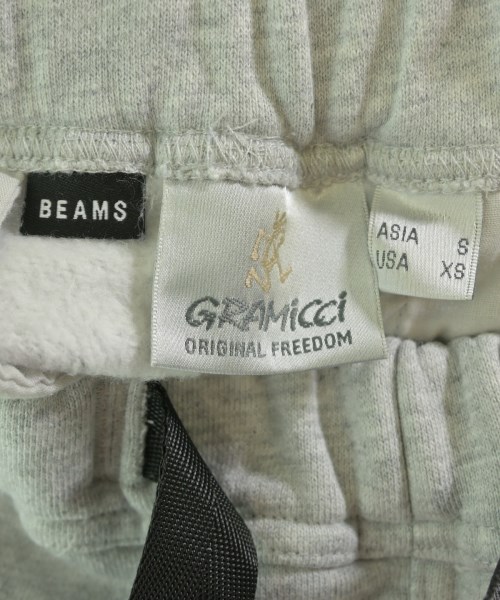 BEAMS
GRAMiCCi
ORIGINAL FREEDOM
ASIA S
USA XS